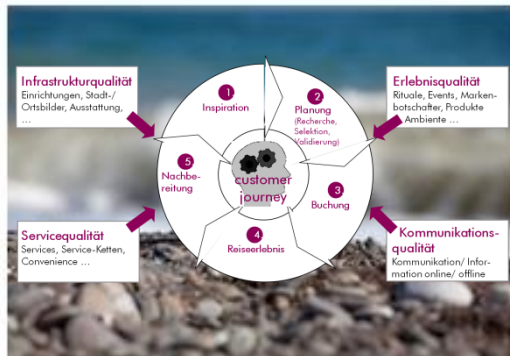 Infrastrukturqualität
Einrichtungen, Stadt-/
Ortsbilder, Ausstattung,
...
Erlebnisqualität
Rituale, Events, Marken-
botschafter, Produkte
Ambiente ...
1
Inspiration
2
Planung
(Recherche,
Selektion,
Validierung)
3
Buchung
4
Reiseerlebnis
5
Nachbe-
reitung
customer
journey
Servicequalität
Services, Service-Ketten,
Convenience ...
Kommunikations-
qualität
Kommunikation/ Infor-
mation online/ offline